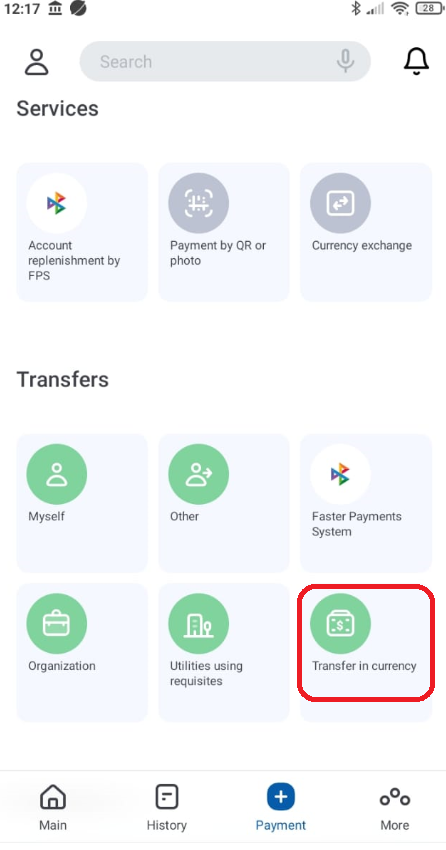 12:17
28
Search
Services
Account
replenishment by
FPS
Payment by QR or
photo
Currency exchange
Transfers
Myself
Other
Faster Payments
System
Organization
Utilities using
requisites
$
Transfer in currency
Main
History
Payment
More